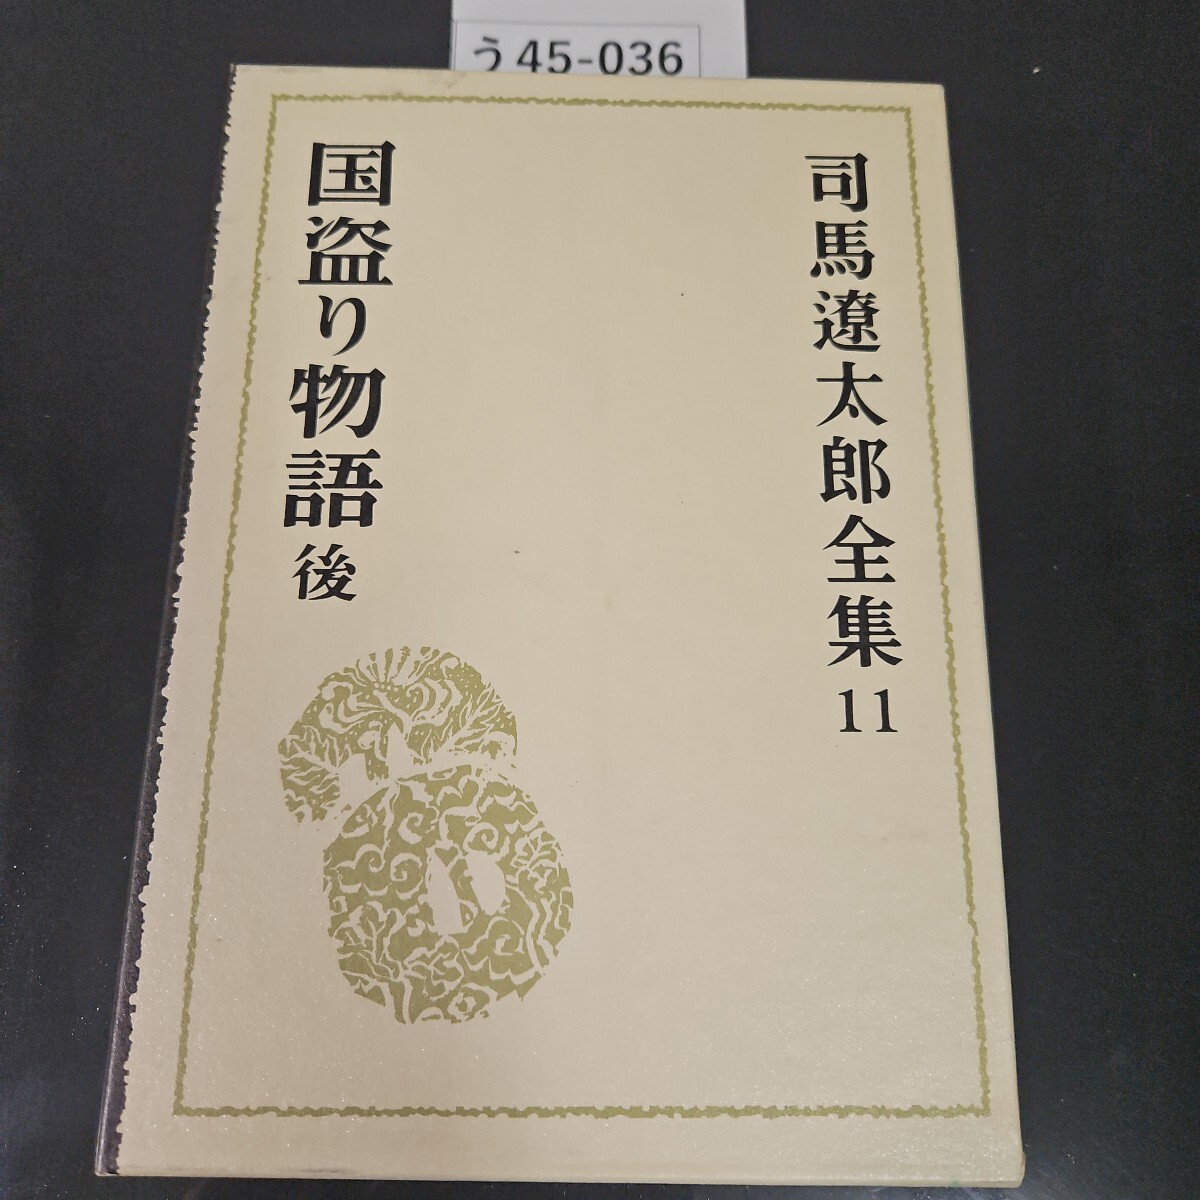 う45-036
司馬遼太郎全集 11
国盗り物語 後